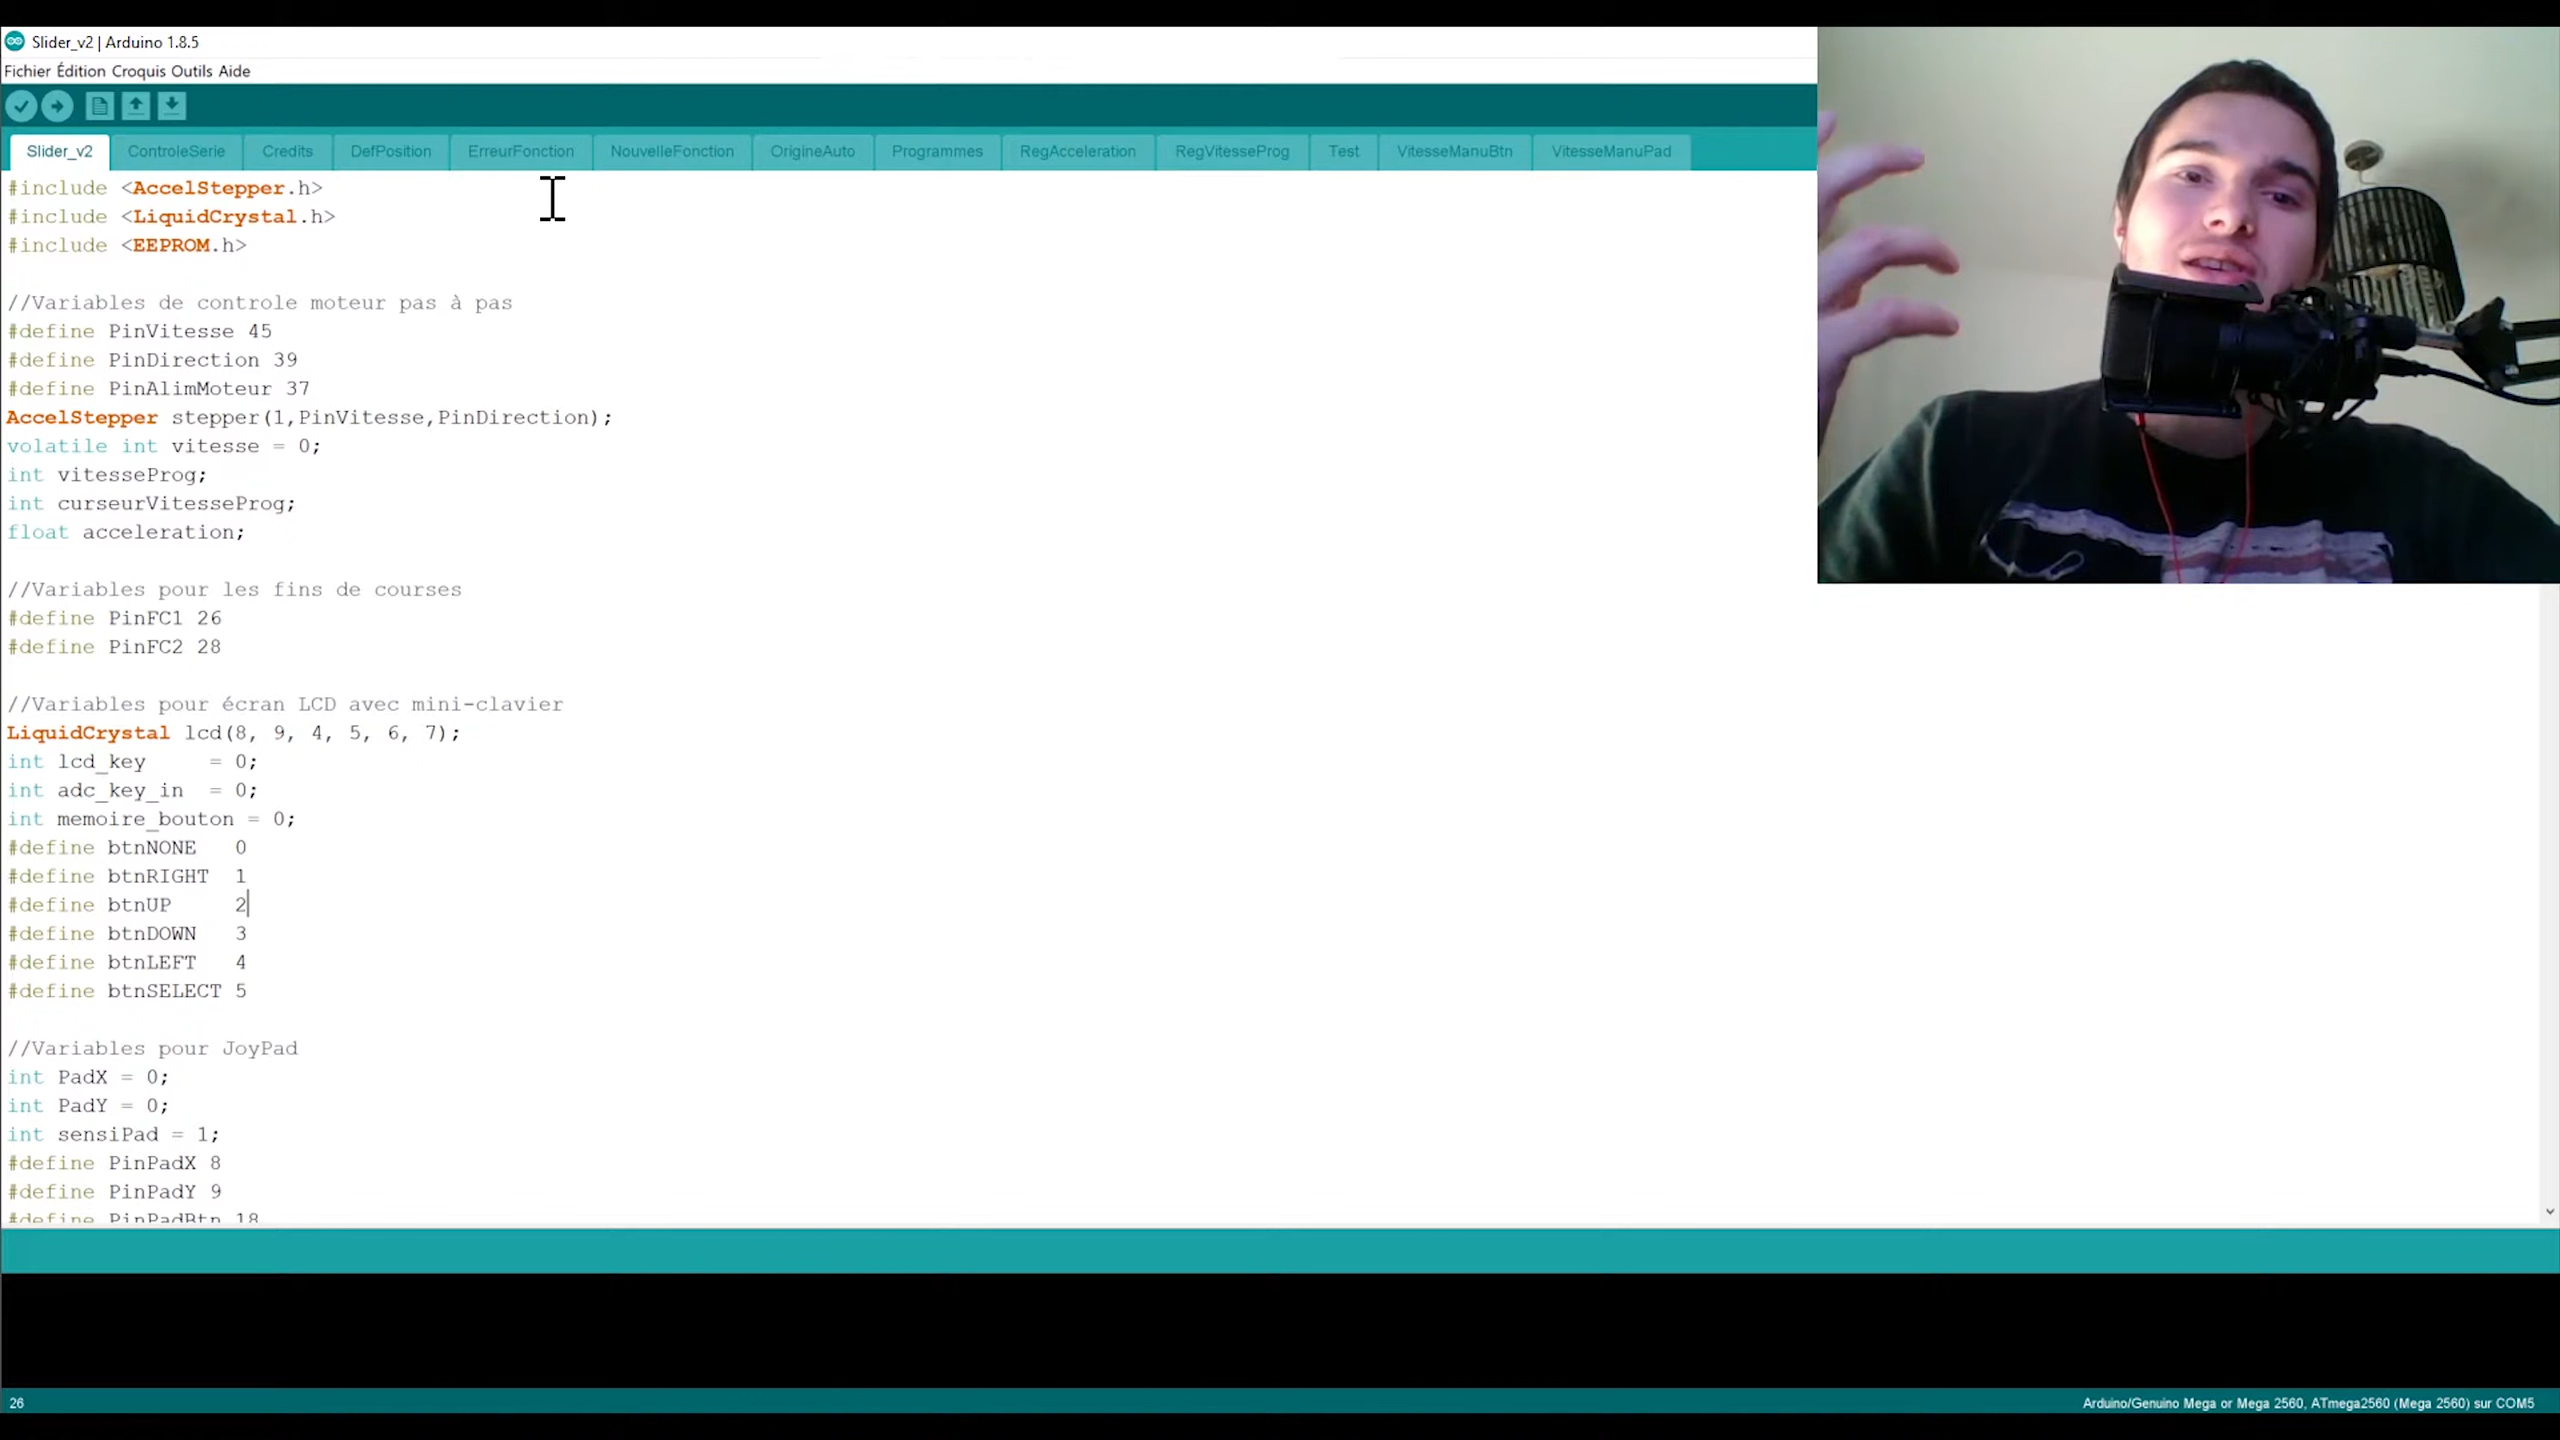 Slider_v2 | Arduino 1.8.5
Fichier Édition Croquis Outils Aide
Slider_v2 ControleSerie Credits DefPosition ErreurFonction NouvelleFonction OrigineAuto Programmes RegAcceleration RegVitesseProg Test VitesseManuBtn VitesseManuPad
#include <AccelStepper.h>
#include <LiquidCrystal.h>
#include <EEPROM.h>
//Variables de controle moteur pas à pas
#define PinVitesse 45
#define PinDirection 39
#define PinAlimMoteur 37
AccelStepper stepper(1,PinVitesse,PinDirection);
volatile int vitesse = 0;
int vitesseProg;
int curseurVitesseProg;
float acceleration;
//Variables pour les fins de courses
#define PinFC1 26
#define PinFC2 28
//Variables pour écran LCD avec mini-clavier
LiquidCrystal lcd(8, 9, 4, 5, 6, 7);
int lcd_key     = 0;
int adc_key_in  = 0;
int memoire_bouton = 0;
#define btnNONE   0
#define btnRIGHT  1
#define btnUP     2
#define btnDOWN   3
#define btnLEFT   4
#define btnSELECT 5
//Variables pour JoyPad
int PadX = 0;
int PadY = 0;
int sensiPad = 1;
#define PinPadX 8
#define PinPadY 9
#define PinPadBtn 18
26
Arduino/Genuino Mega or Mega 2560, ATmega2560 (Mega 2560) sur COM5